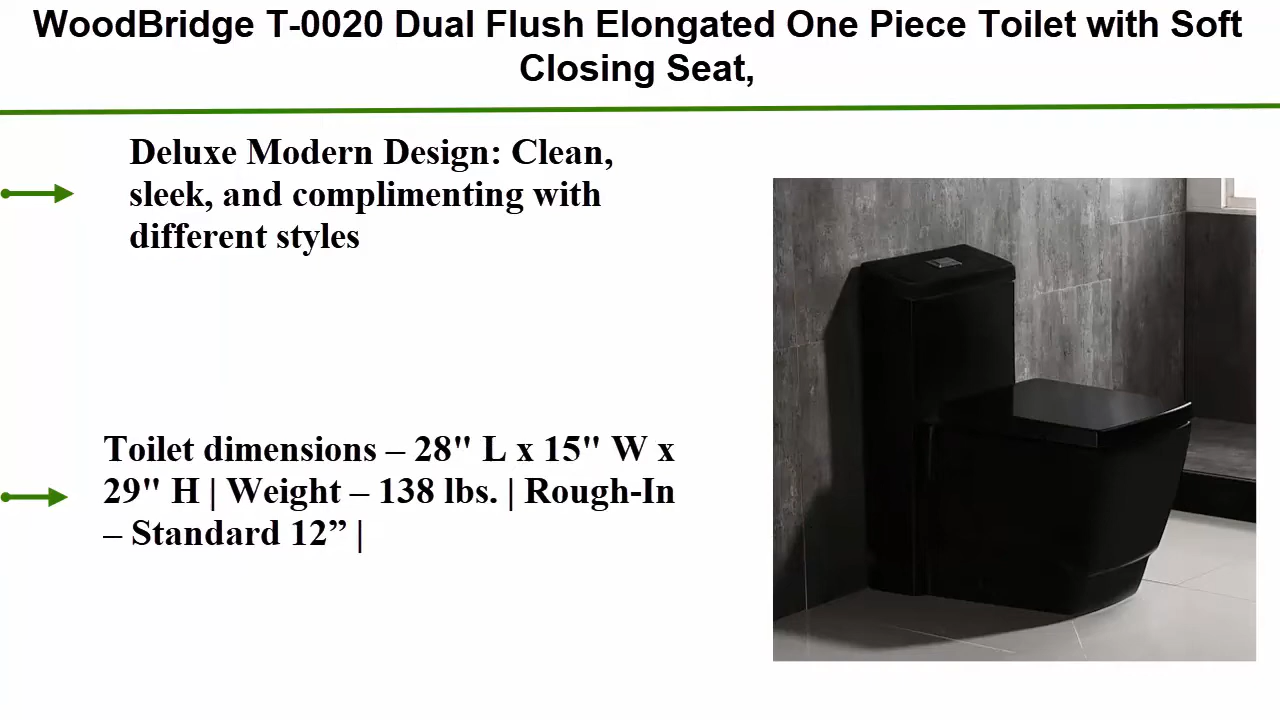 WoodBridge T-0020 Dual Flush Elongated One Piece Toilet with Soft
Closing Seat,
Deluxe Modern Design: Clean,
sleek, and complimenting with
different styles
Toilet dimensions – 28" L x 15" W x
29" H | Weight – 138 lbs. | Rough-In
– Standard 12” |